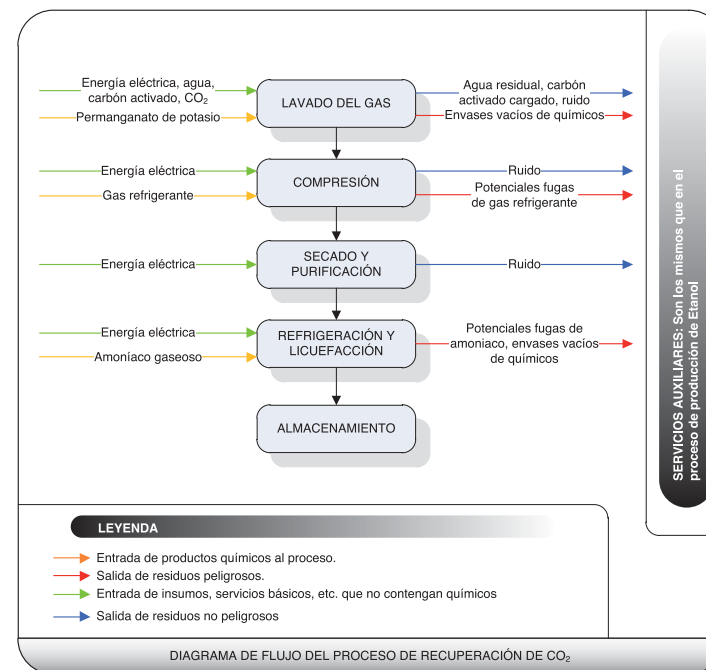 Energía eléctrica, agua,
carbón activado, CO₂
Permanganato de potasio
LAVADO DEL GAS
Agua residual, carbón
activado cargado, ruido
Envases vacíos de químicos
Energía eléctrica
Gas refrigerante
COMPRESIÓN
Ruido
Potenciales fugas
de gas refrigerante
Energía eléctrica
SECADO Y
PURIFICACIÓN
Ruido
Energía eléctrica
Amoníaco gaseoso
REFRIGERACIÓN Y
LICUEFACCIÓN
Potenciales fugas de
amoniaco, envases vacíos
de químicos
ALMACENAMIENTO
SERVICIOS AUXILIARES: Son los mismos que en el
proceso de producción de Etanol
LEYENDA
Entrada de productos químicos al proceso.
Salida de residuos peligrosos.
Entrada de insumos, servicios básicos, etc. que no contengan químicos
Salida de residuos no peligrosos
DIAGRAMA DE FLUJO DEL PROCESO DE RECUPERACIÓN DE CO₂